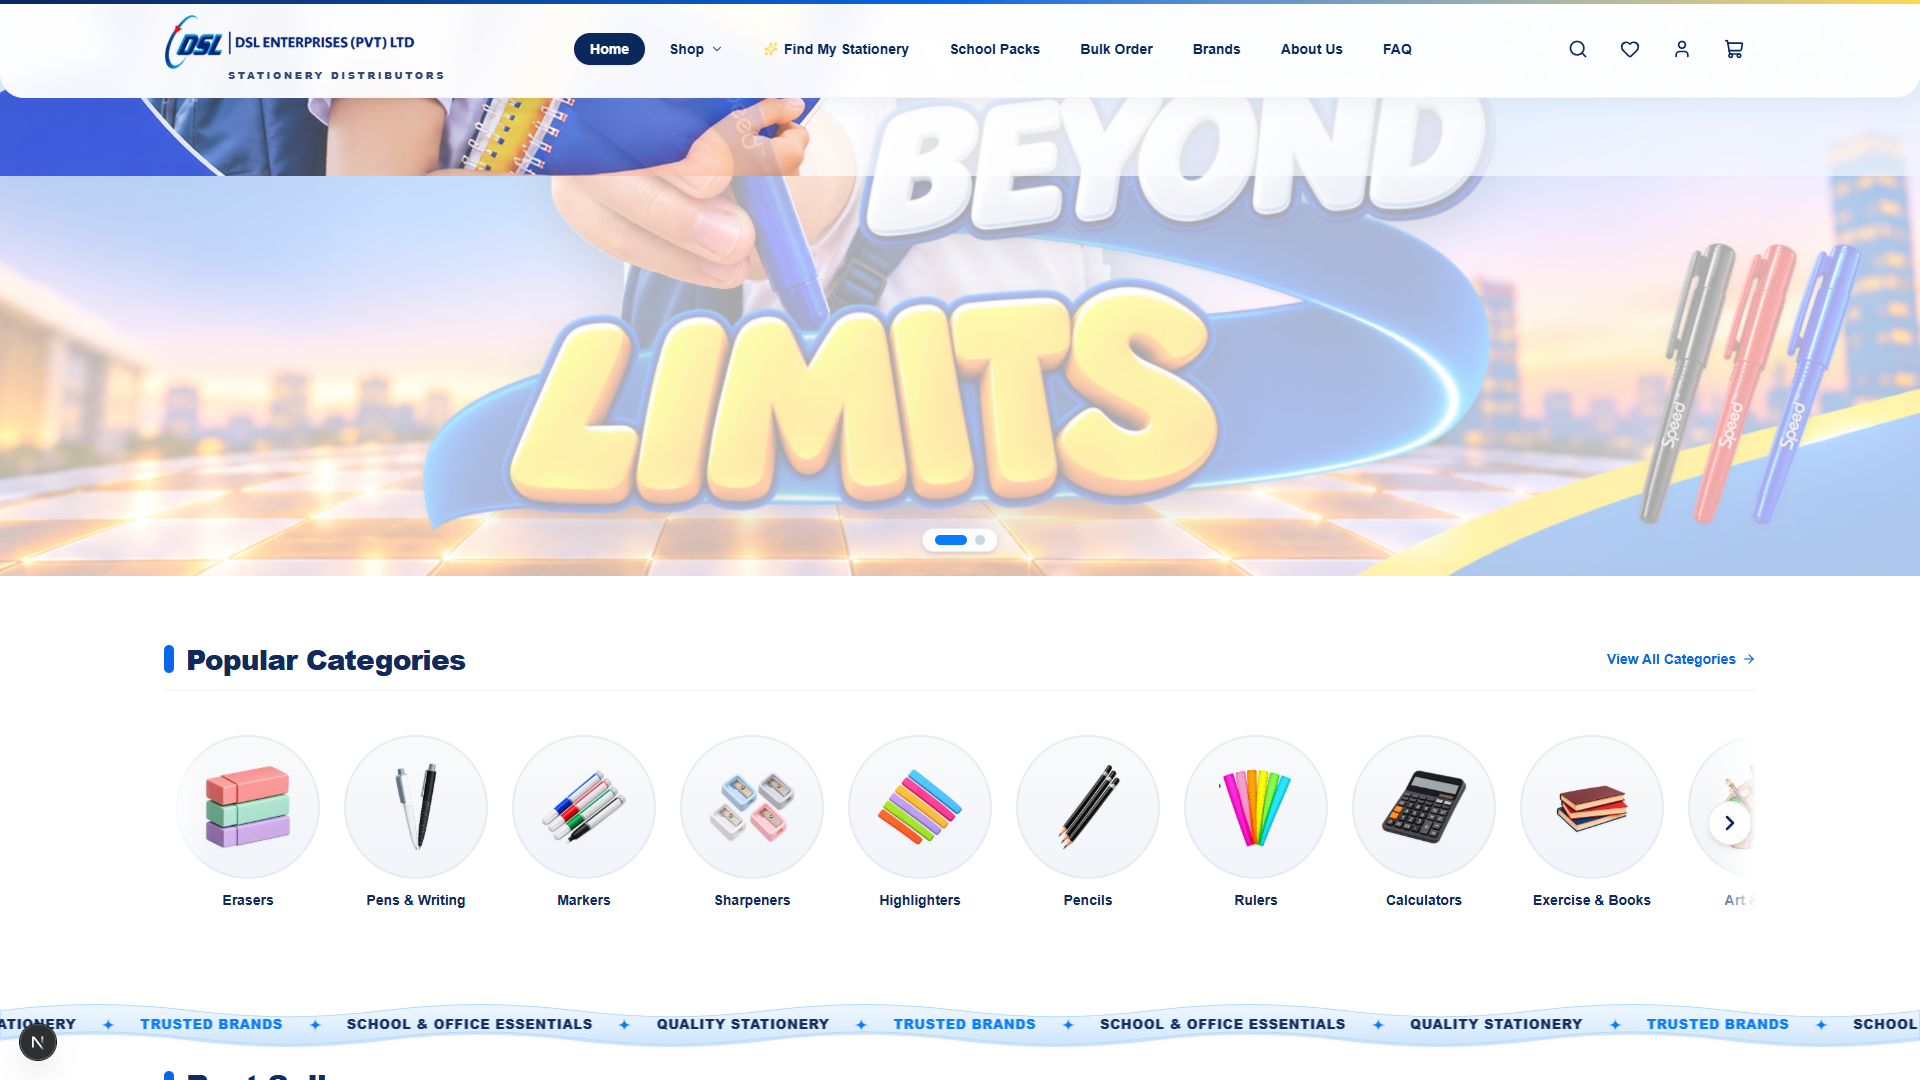 DSL DSL ENTERPRISES (PVT) LTD
STATIONERY DISTRIBUTORS
Home
Shop
Find My Stationery
School Packs
Bulk Order
Brands
About Us
FAQ
BEYOND
LIMITS
Speed
Speed
Speed
Popular Categories
View All Categories
Erasers
Pens & Writing
Markers
Sharpeners
Highlighters
Pencils
Rulers
Calculators
Exercise & Books
Art &
TRUSTED BRANDS
SCHOOL & OFFICE ESSENTIALS
QUALITY STATIONERY
TRUSTED BRANDS
SCHOOL & OFFICE ESSENTIALS
QUALITY STATIONERY
TRUSTED BRANDS
SCHOOL
N